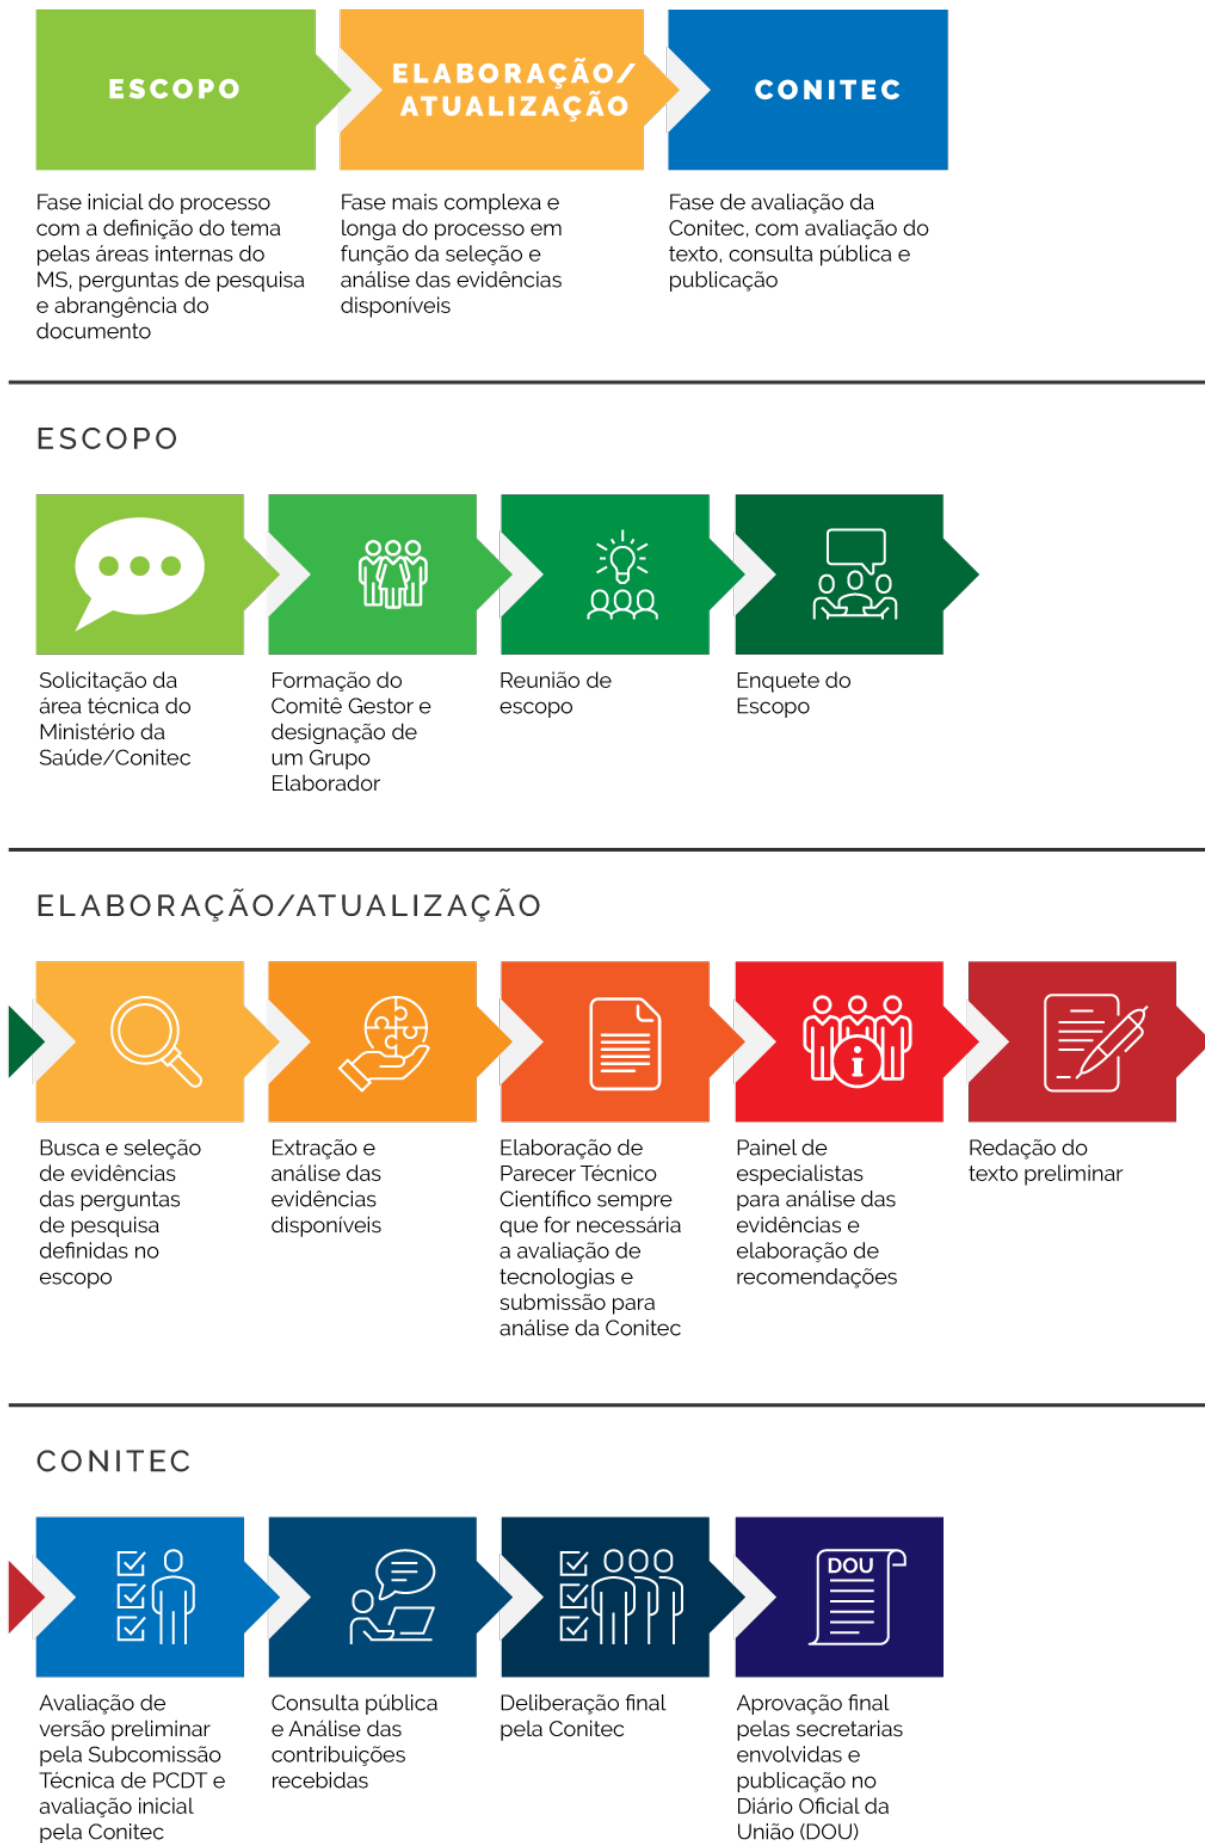 ESCOPO
ELABORAÇÃO/
ATUALIZAÇÃO
CONITEC
Fase inicial do processo
com a definição do tema
pelas áreas internas do
MS, perguntas de pesquisa
e abrangência do
documento
Fase mais complexa e
longa do processo em
função da seleção e
análise das evidências
disponíveis
Fase de avaliação da
Conitec, com avaliação do
texto, consulta pública e
publicação
ESCOPO
Solicitação da
área técnica do
Ministério da
Saúde/Conitec
Formação do
Comitê Gestor e
designação de
um Grupo
Elaborador
Reunião de
escopo
Enquete do
Escopo
ELABORAÇÃO/ATUALIZAÇÃO
Busca e seleção
de evidências
das perguntas
de pesquisa
definidas no
escopo
Extração e
análise das
evidências
disponíveis
Elaboração de
Parecer Técnico
Científico sempre
que for necessária
a avaliação de
tecnologias e
submissão para
análise da Conitec
i
Painel de
especialistas
para análise das
evidências e
elaboração de
recomendações
Redação do
texto preliminar
CONITEC
Avaliação de
versão preliminar
pela Subcomissão
Técnica de PCDT e
avaliação inicial
pela Conitec
Consulta pública
e Análise das
contribuições
recebidas
Deliberação final
pela Conitec
DOU
Aprovação final
pelas secretarias
envolvidas e
publicação no
Diário Oficial da
União (DOU)